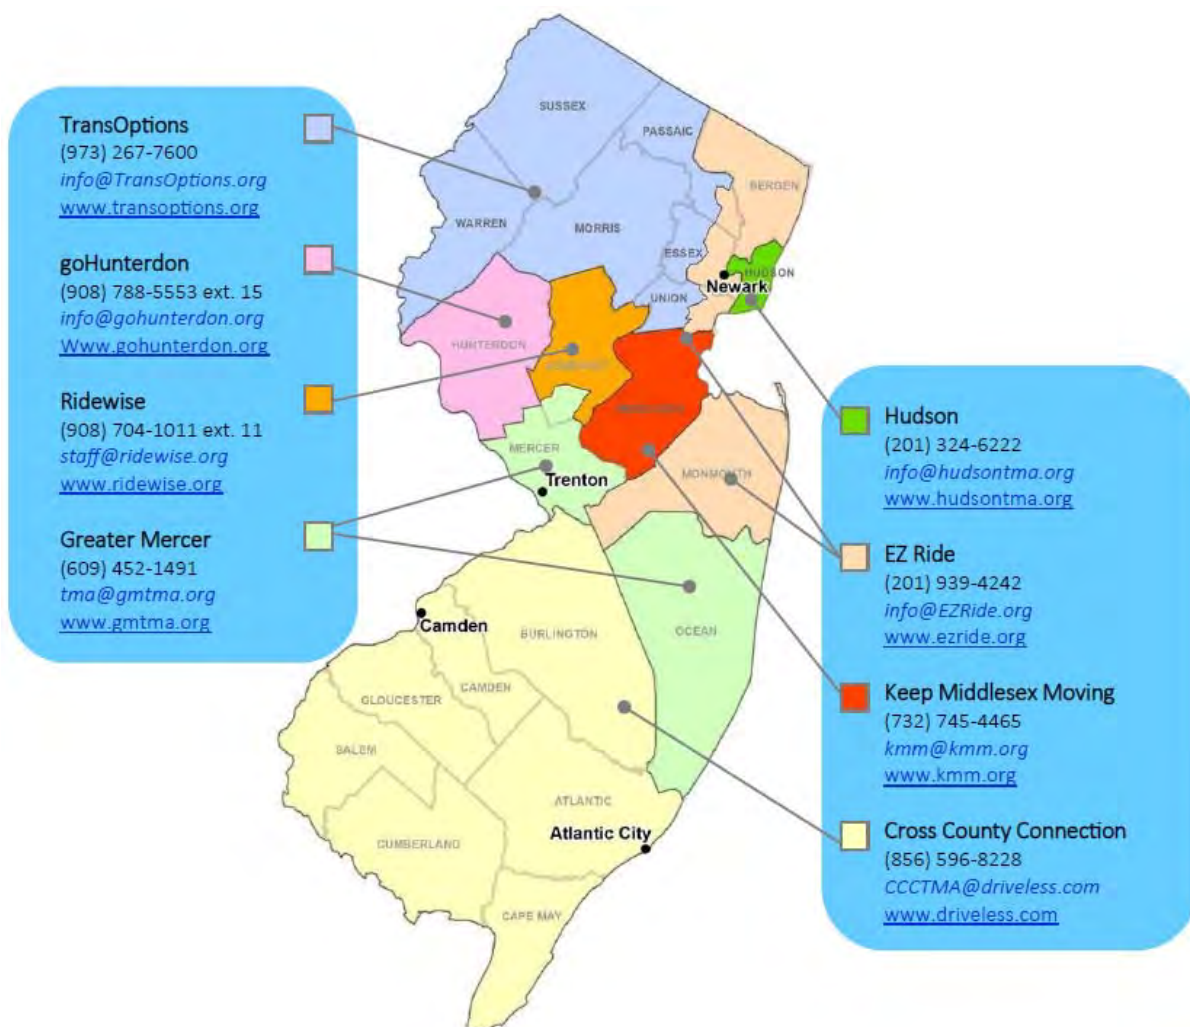 TransOptions
(973) 267-7600
info@TransOptions.org
www.transoptions.org
goHunterdon
(908) 788-5553 ext. 15
info@gohunterdon.org
Www.gohunterdon.org
Ridewise
(908) 704-1011 ext. 11
staff@ridewise.org
www.ridewise.org
Greater Mercer
(609) 452-1491
tma@gmtma.org
www.gmtma.org
SUSSEX
PASSAIC
BERGEN
WARREN
MORRIS
ESSEX
HUDSON
Newark
UNION
HUNTERDON
MERCER
Trenton
MONMOUTH
Camden
BURLINGTON
OCEAN
GLOUCESTER
CAMDEN
SALEM
ATLANTIC
Atlantic City
CUMBERLAND
CAPE MAY
Hudson
(201) 324-6222
info@hudsontma.org
www.hudsontma.org
EZ Ride
(201) 939-4242
info@EZRide.org
www.ezride.org
Keep Middlesex Moving
(732) 745-4465
kmm@kmm.org
www.kmm.org
Cross County Connection
(856) 596-8228
CCCTMA@driveless.com
www.driveless.com